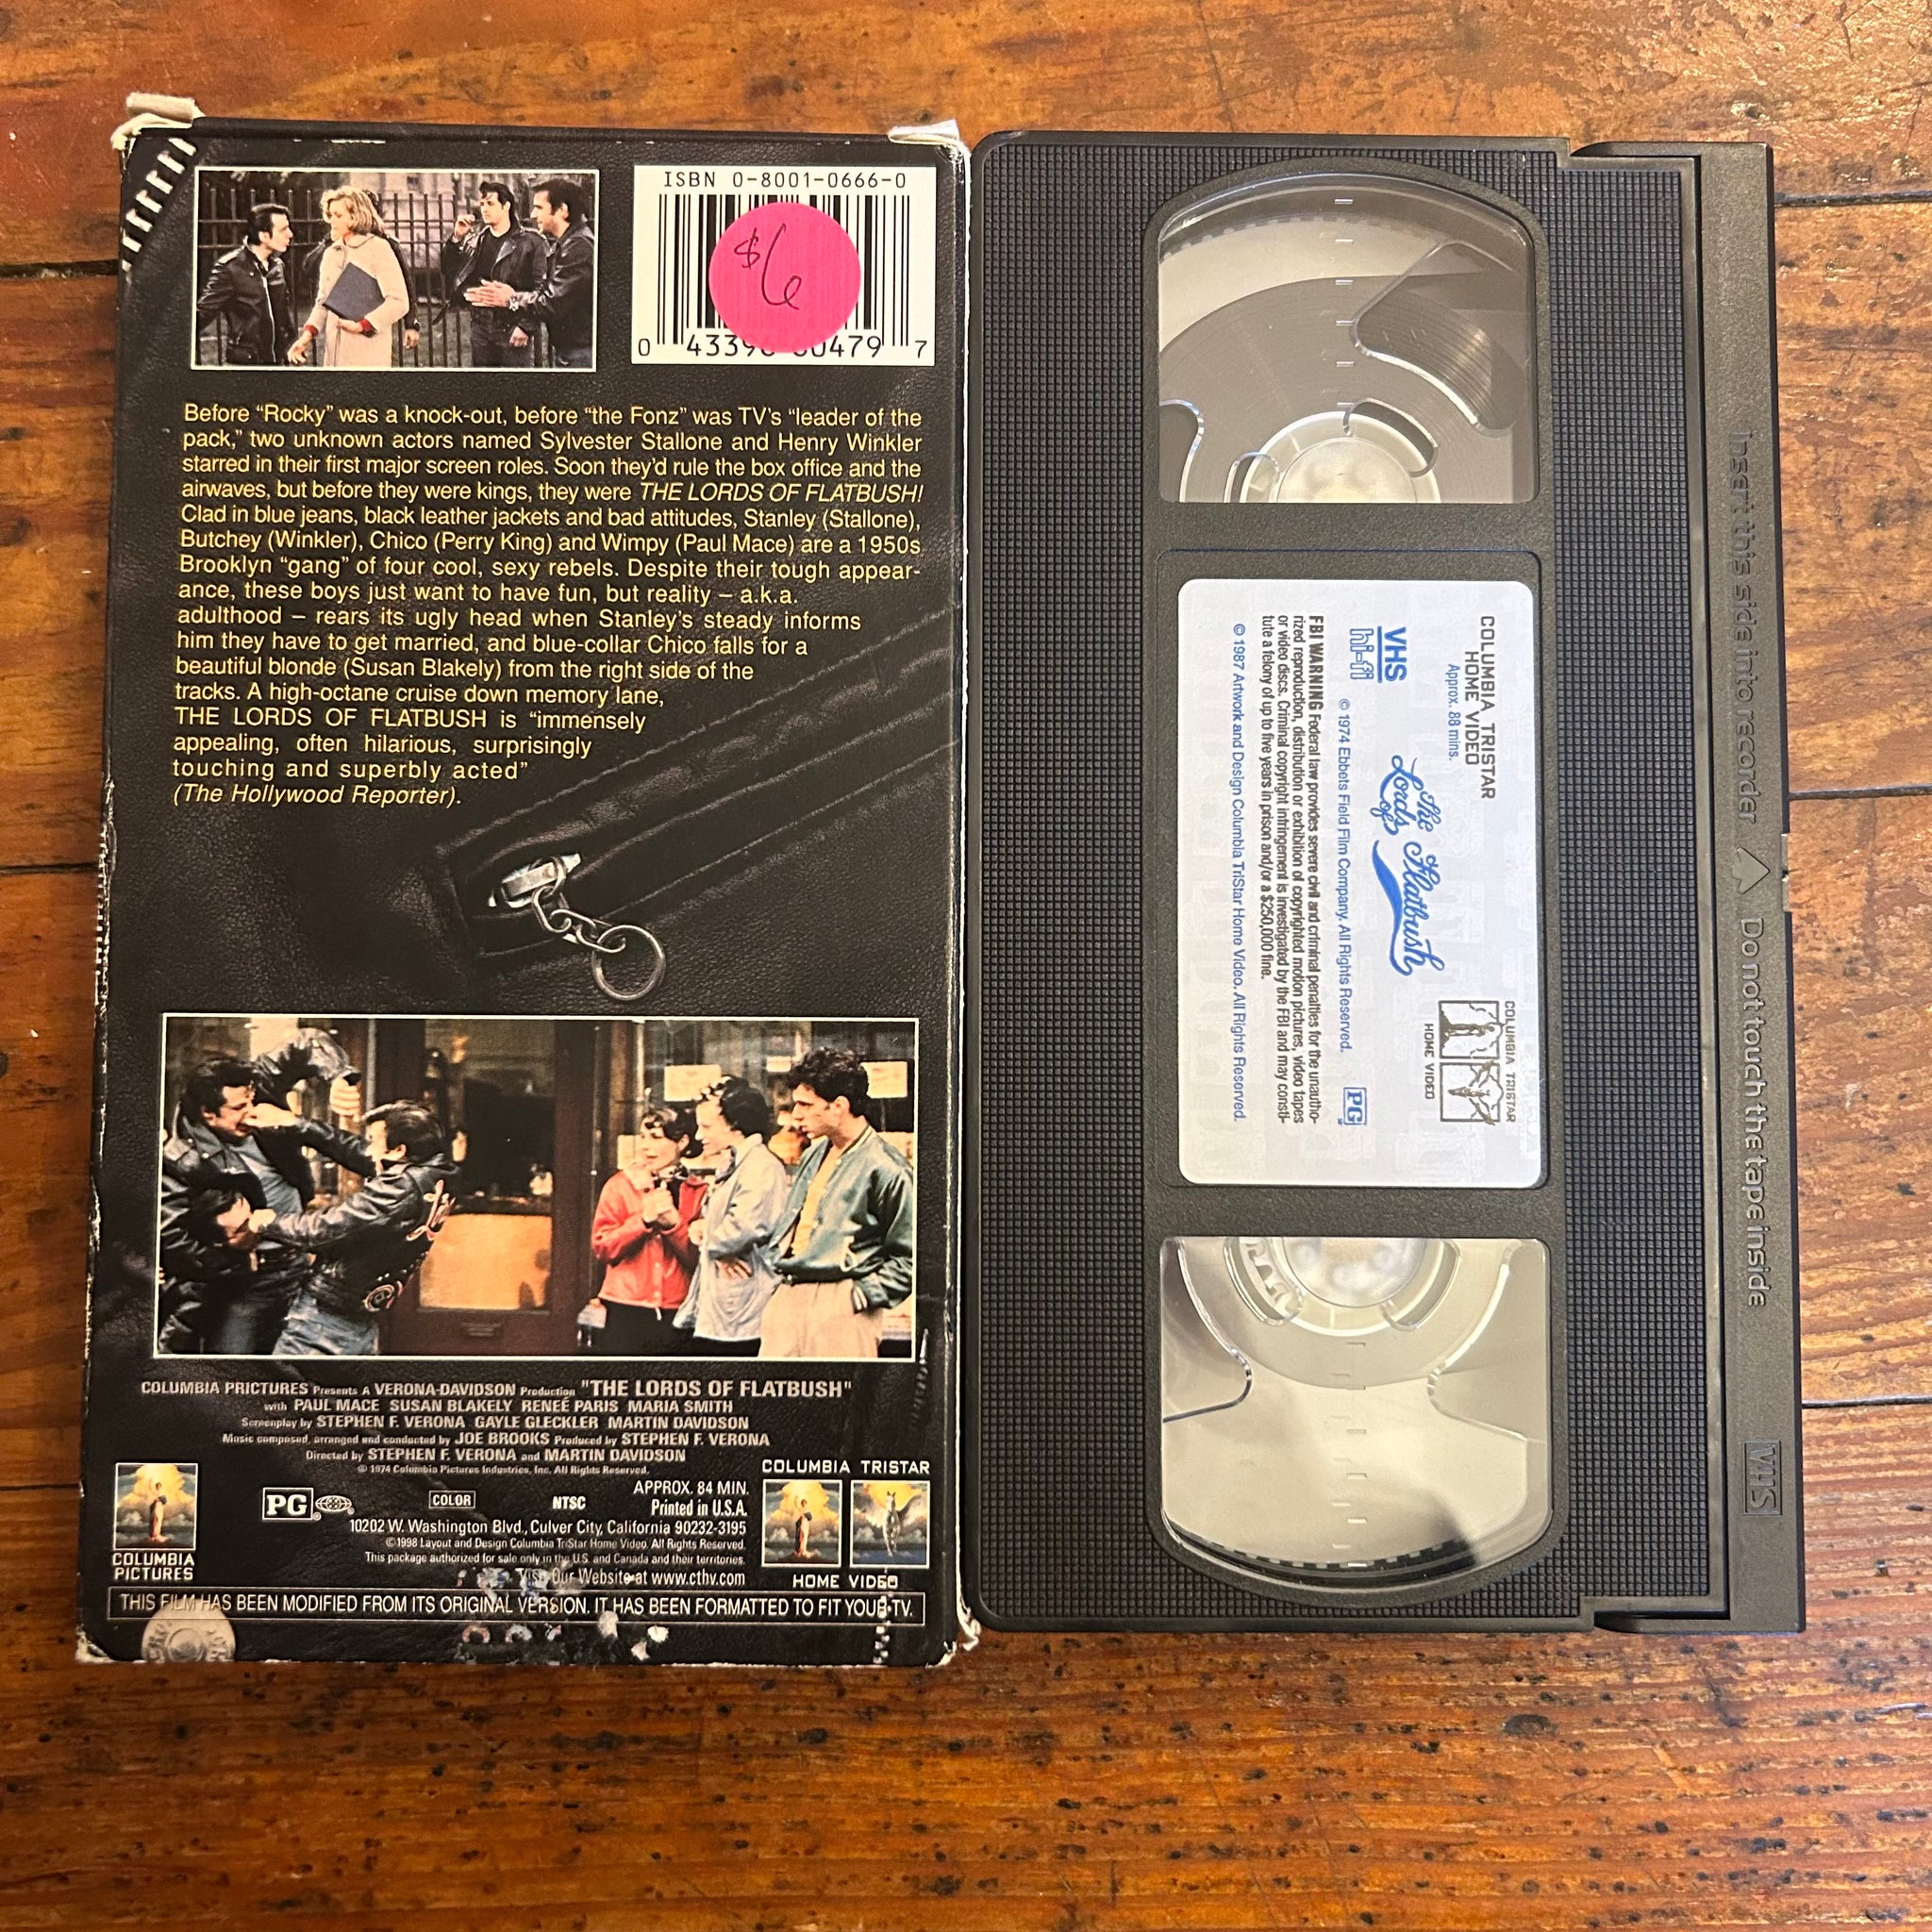 ISBN 0-8001-0666-0
$6
0 43396 60479 7
Before “Rocky” was a knock-out, before “the Fonz” was TV’s “leader of the
pack,” two unknown actors named Sylvester Stallone and Henry Winkler
starred in their first major screen roles. Soon they’d rule the box office and the
airwaves, but before they were kings, they were THE LORDS OF FLATBUSH!
Clad in blue jeans, black leather jackets and bad attitudes, Stanley (Stallone),
Butchey (Winkler), Chico (Perry King) and Wimpy (Paul Mace) are a 1950s
Brooklyn “gang” of four cool, sexy rebels. Despite their tough appear-
ance, these boys just want to have fun, but reality – a.k.a.
adulthood – rears its ugly head when Stanley’s steady informs
him they have to get married, and blue-collar Chico falls for a
beautiful blonde (Susan Blakely) from the right side of the
tracks. A high-octane cruise down memory lane,
THE LORDS OF FLATBUSH is “immensely
appealing, often hilarious, surprisingly
touching and superbly acted”
(The Hollywood Reporter).
COLUMBIA PRICTURES Presents A VERONA-DAVIDSON Production "THE LORDS OF FLATBUSH"
with PAUL MACE SUSAN BLAKELY RENEÉ PARIS MARIA SMITH
Screenplay by STEPHEN F. VERONA GAYLE GLECKLER MARTIN DAVIDSON
Music composed, arranged and conducted by JOE BROOKS Produced by STEPHEN F. VERONA
Directed by STEPHEN F. VERONA and MARTIN DAVIDSON
© 1974 Columbia Pictures Industries, Inc. All Rights Reserved.
COLUMBIA TRISTAR
HOME VIDEO
COLUMBIA
PICTURES
PG
COLOR
NTSC
APPROX. 84 MIN.
Printed in U.S.A.
10202 W. Washington Blvd., Culver City, California 90232-3195
©1998 Layout and Design Columbia TriStar Home Video. All Rights Reserved.
This package authorized for sale only in the U.S. and Canada and their territories.
Visit Our Website at www.cthv.com
THIS FILM HAS BEEN MODIFIED FROM ITS ORIGINAL VERSION. IT HAS BEEN FORMATTED TO FIT YOUR TV.
COLUMBIA TRISTAR
HOME VIDEO
Approx. 88 mins.
The
Lords Flatbush
of
COLUMBIA TRISTAR
HOME VIDEO
VHS
hi-fi
© 1974 Ebbets Field Film Company. All Rights Reserved.
PG
FBI WARNING Federal law provides severe civil and criminal penalties for the unautho-
rized reproduction, distribution or exhibition of copyrighted motion pictures, video tapes
or video discs. Criminal copyright infringement is investigated by the FBI and may consti-
tute a felony of up to five years in prison and/or a $250,000 fine.
© 1987 Artwork and Design Columbia TriStar Home Video. All Rights Reserved.
Insert this side into recorder
Do not touch the tape inside
VHS